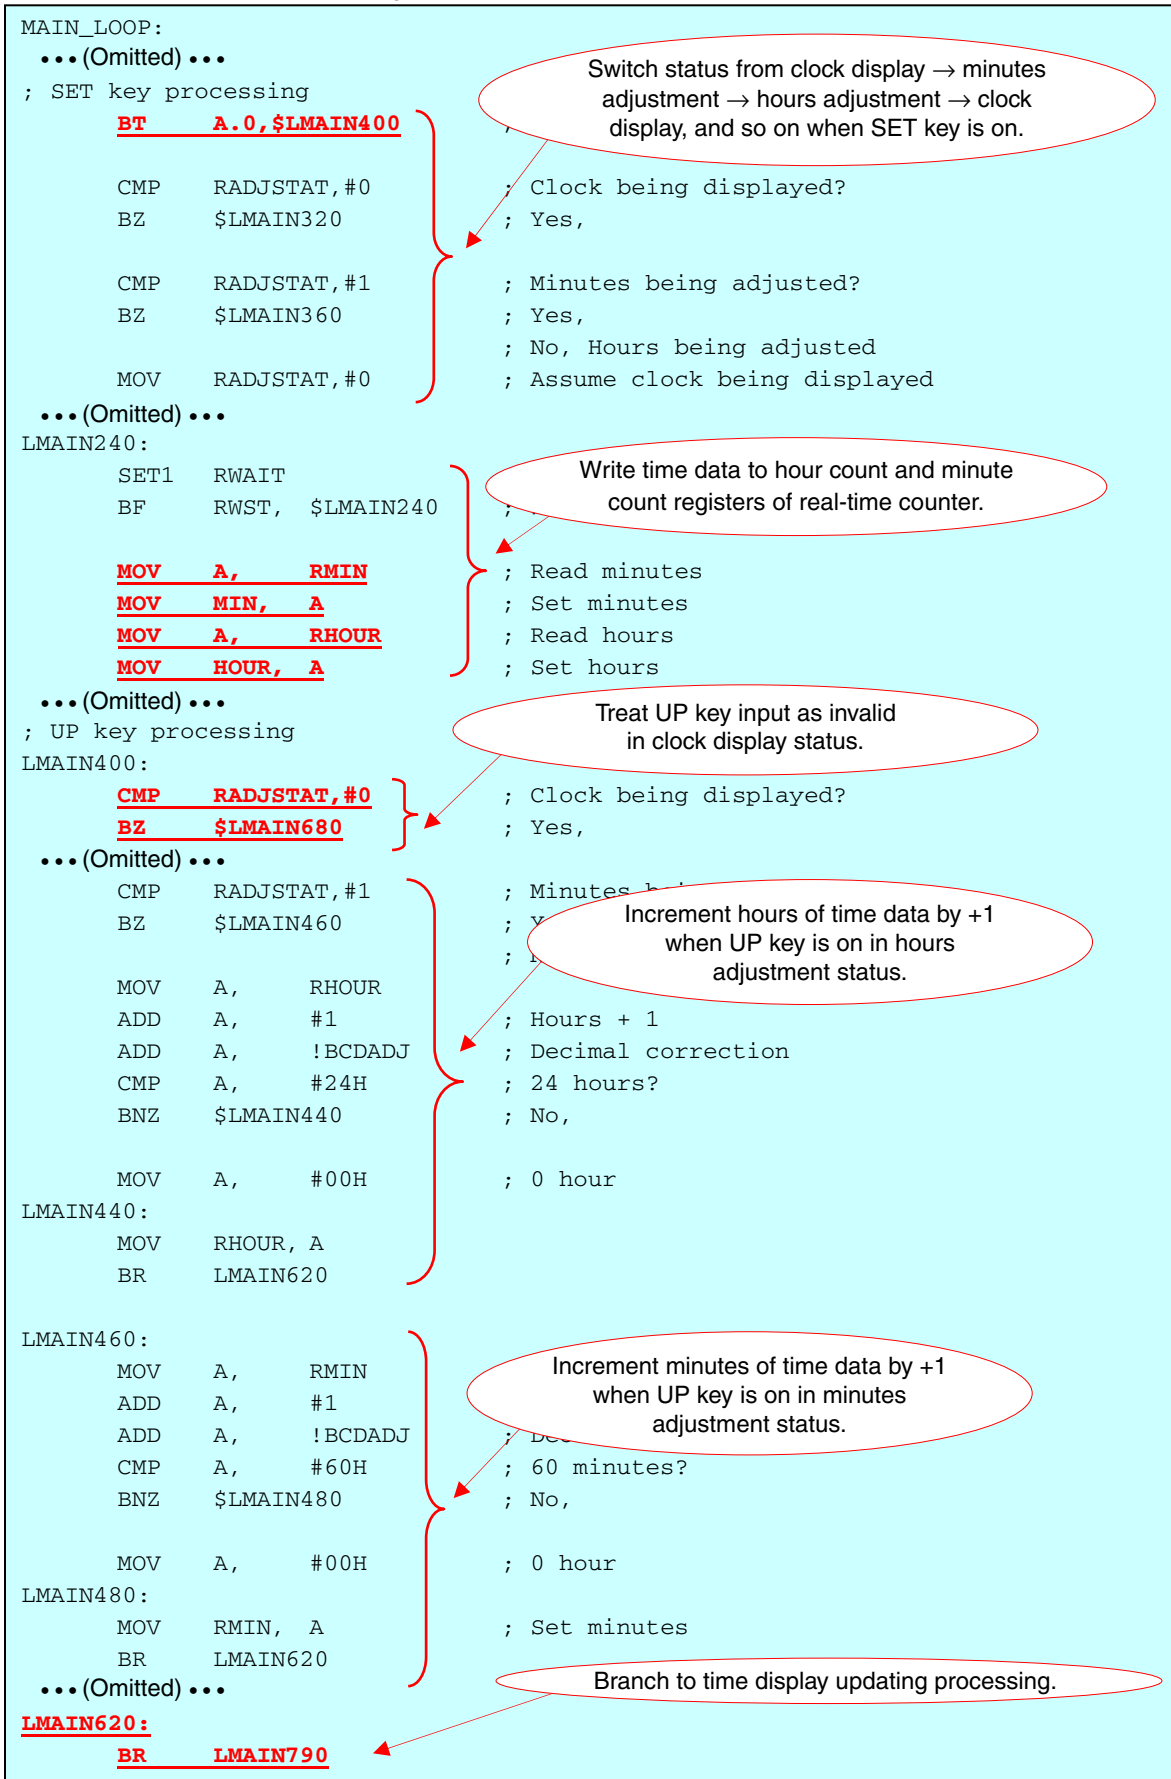 MAIN_LOOP:
• • • (Omitted) • • •
; SET key processing
BT A.0,$LMAIN400 ;
Switch status from clock display → minutes
adjustment → hours adjustment → clock
display, and so on when SET key is on.
CMP RADJSTAT,#0 ; Clock being displayed?
BZ $LMAIN320 ; Yes,
CMP RADJSTAT,#1 ; Minutes being adjusted?
BZ $LMAIN360 ; Yes,
; No, Hours being adjusted
MOV RADJSTAT,#0 ; Assume clock being displayed
• • • (Omitted) • • •
LMAIN240:
SET1 RWAIT
BF RWST, $LMAIN240 ;
Write time data to hour count and minute
count registers of real-time counter.
MOV A, RMIN ; Read minutes
MOV MIN, A ; Set minutes
MOV A, RHOUR ; Read hours
MOV HOUR, A ; Set hours
• • • (Omitted) • • •
; UP key processing
Treat UP key input as invalid
in clock display status.
LMAIN400:
CMP RADJSTAT,#0 ; Clock being displayed?
BZ $LMAIN680 ; Yes,
• • • (Omitted) • • •
CMP RADJSTAT,#1 ; Minutes
BZ $LMAIN460 ;
;
Increment hours of time data by +1
when UP key is on in hours
adjustment status.
MOV A, RHOUR
ADD A, #1 ; Hours + 1
ADD A, !BCDADJ ; Decimal correction
CMP A, #24H ; 24 hours?
BNZ $LMAIN440 ; No,
MOV A, #00H ; 0 hour
LMAIN440:
MOV RHOUR, A
BR LMAIN620
LMAIN460:
MOV A, RMIN
ADD A, #1
ADD A, !BCDADJ ;
Increment minutes of time data by +1
when UP key is on in minutes
adjustment status.
CMP A, #60H ; 60 minutes?
BNZ $LMAIN480 ; No,
MOV A, #00H ; 0 hour
LMAIN480:
MOV RMIN, A ; Set minutes
BR LMAIN620
• • • (Omitted) • • •
Branch to time display updating processing.
LMAIN620:
BR LMAIN790